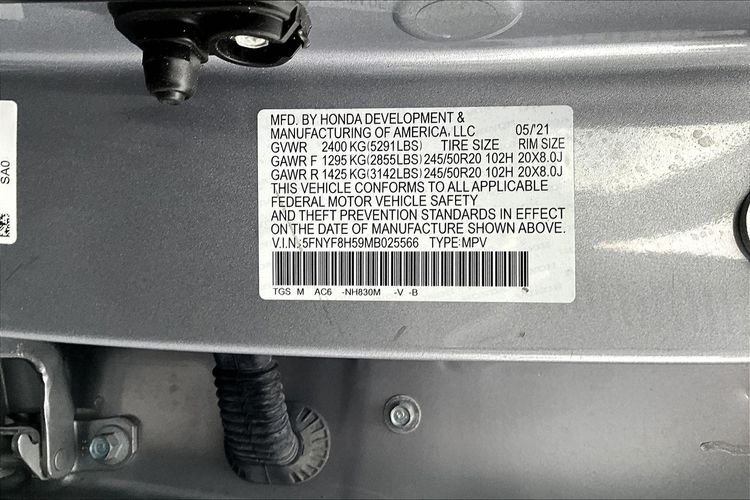 MFD. BY HONDA DEVELOPMENT &
MANUFACTURING OF AMERICA, LLC 05/'21
GVWR 2400 KG(5291LBS) TIRE SIZE RIM SIZE
GAWR F 1295 KG(2855LBS) 245/50R20 102H 20X8.0J
GAWR R 1425 KG(3142LBS) 245/50R20 102H 20X8.0J
THIS VEHICLE CONFORMS TO ALL APPLICABLE
FEDERAL MOTOR VEHICLE SAFETY
AND THEFT PREVENTION STANDARDS IN EFFECT
ON THE DATE OF MANUFACTURE SHOWN ABOVE.
V.I.N.:5FNYF8H59MB025566 TYPE:MPV
TGS M AC6 -NH830M -V -B
SA0